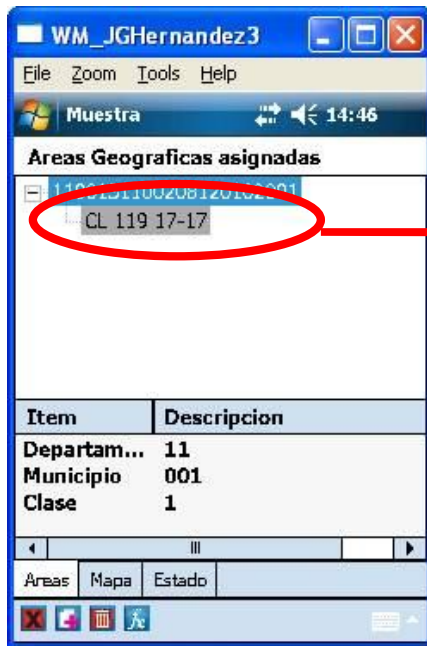 WM_JGHernandez3
File Zoom Tools Help
Muestra 14:46
Areas Geograficas asignadas
CL 119 17-17
Item Descripcion
Departam... 11
Municipio 001
Clase 1
Areas Mapa Estado